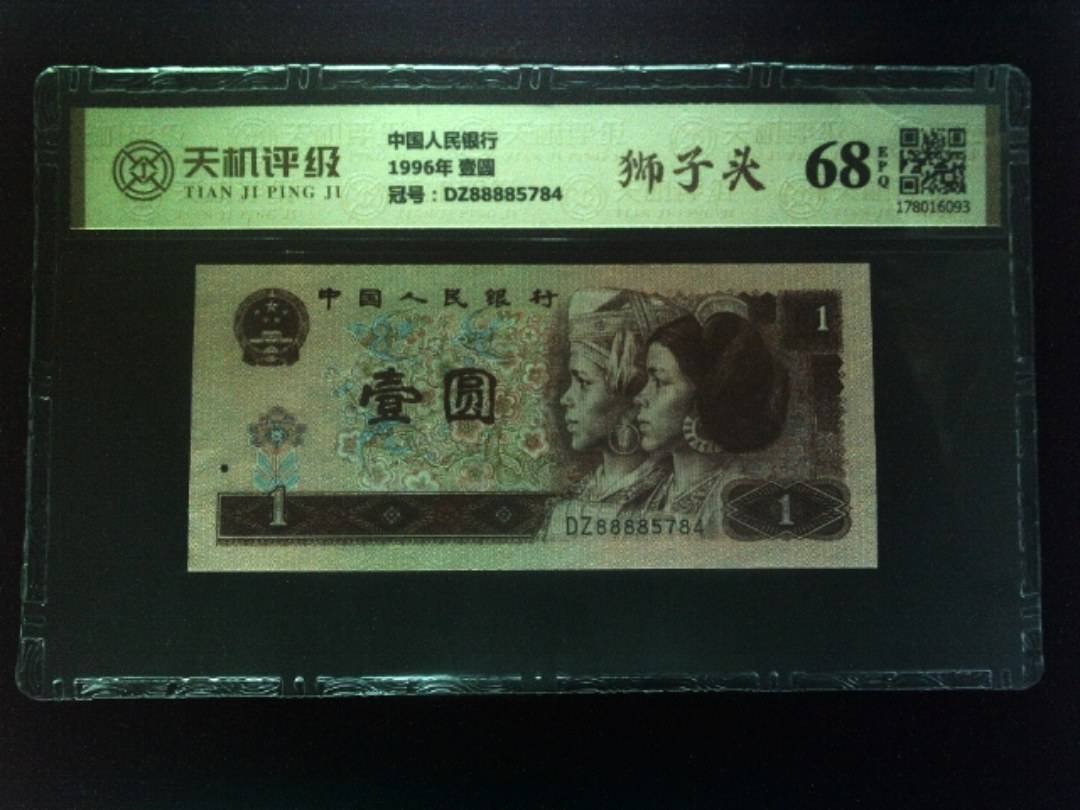 天机评级
TIAN JI PING JI
中国人民银行
1996年 壹圆
冠号：DZ88885784
狮子头
68
EPQ
178016093
中国人民银行
1
壹圆
1
DZ88885784
1